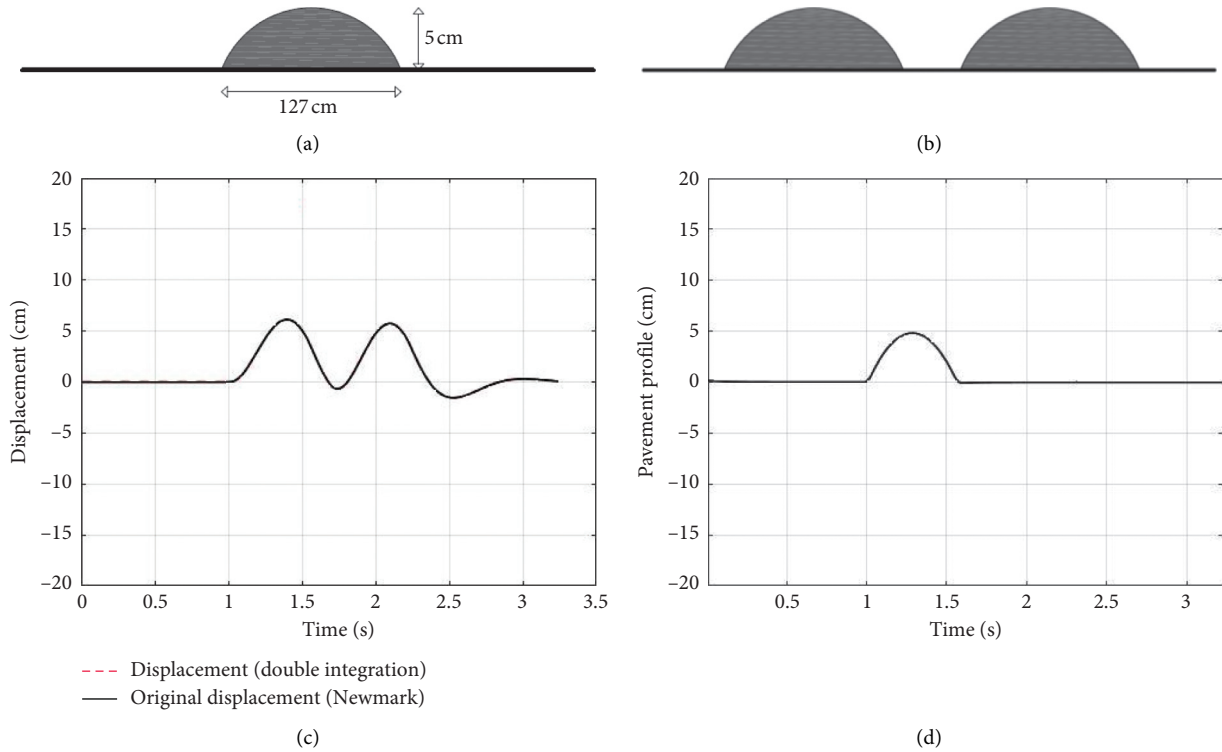 5 cm
127 cm
(a)
(b)
20
15
10
5
0
−5
−10
−15
−20
Displacement (cm)
0
0.5
1
1.5
2
2.5
3
3.5
Time (s)
Displacement (double integration)
Original displacement (Newmark)
(c)
20
15
10
5
0
−5
−10
−15
−20
Pavement profile (cm)
0.5
1
1.5
2
2.5
3
Time (s)
(d)